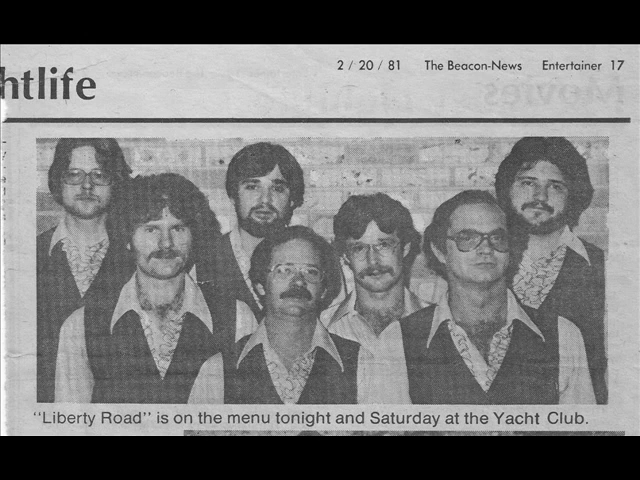 2 / 20 / 81 The Beacon-News Entertainer 17
htlife
"Liberty Road" is on the menu tonight and Saturday at the Yacht Club.